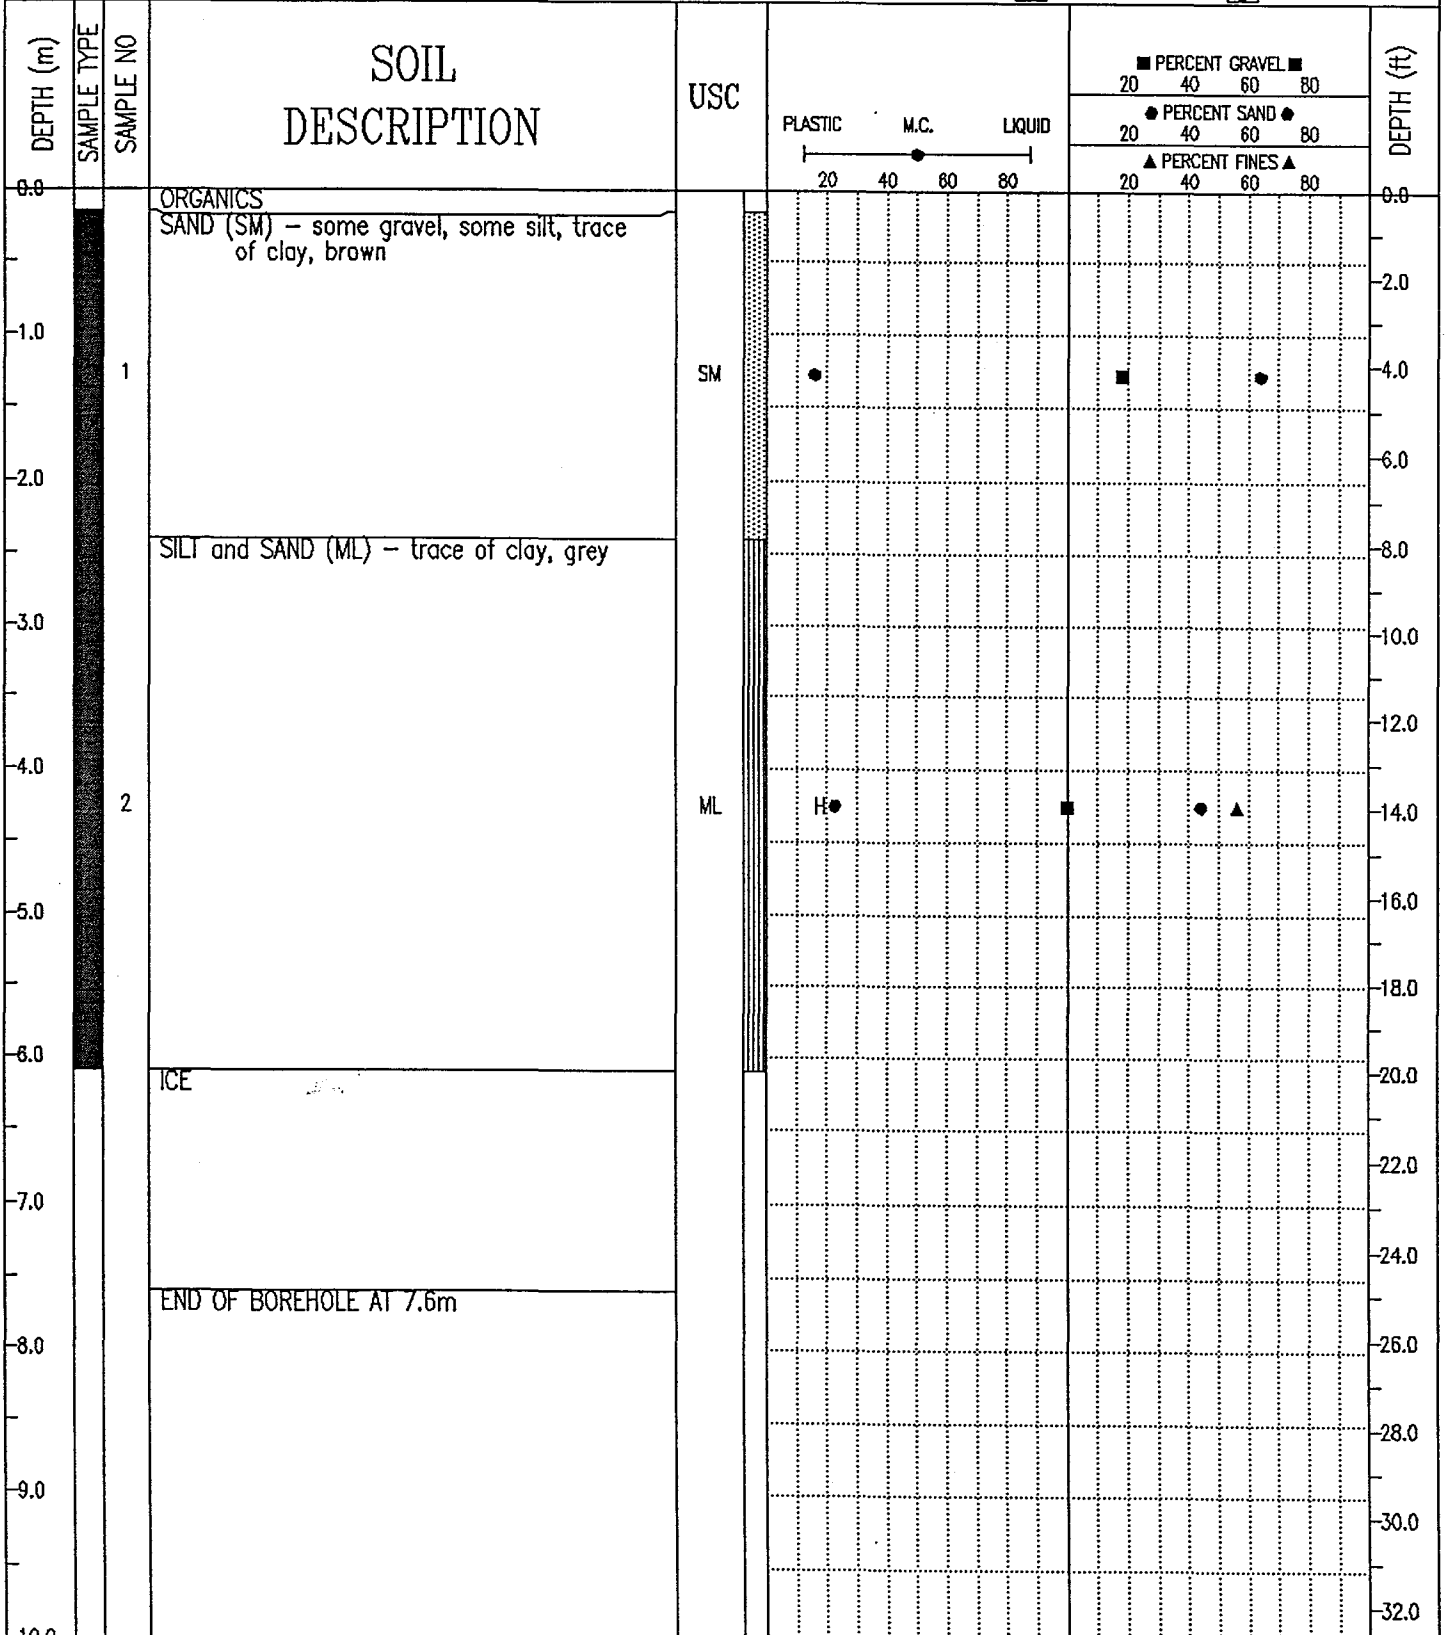 DEPTH (m)
SAMPLE TYPE
SAMPLE NO
SOIL
DESCRIPTION
USC
PLASTIC M.C. LIQUID
20 40 60 80
■ PERCENT GRAVEL ■
20 40 60 80
● PERCENT SAND ●
20 40 60 80
▲ PERCENT FINES ▲
20 40 60 80
DEPTH (ft)
0.0
ORGANICS
0.0
SAND (SM) – some gravel, some silt, trace
of clay, brown
2.0
1.0
1
SM
4.0
6.0
2.0
SILT and SAND (ML) – trace of clay, grey
8.0
3.0
10.0
12.0
4.0
2
ML
14.0
5.0
16.0
18.0
6.0
ICE
20.0
22.0
7.0
24.0
END OF BOREHOLE AT 7.6m
8.0
26.0
28.0
9.0
30.0
32.0